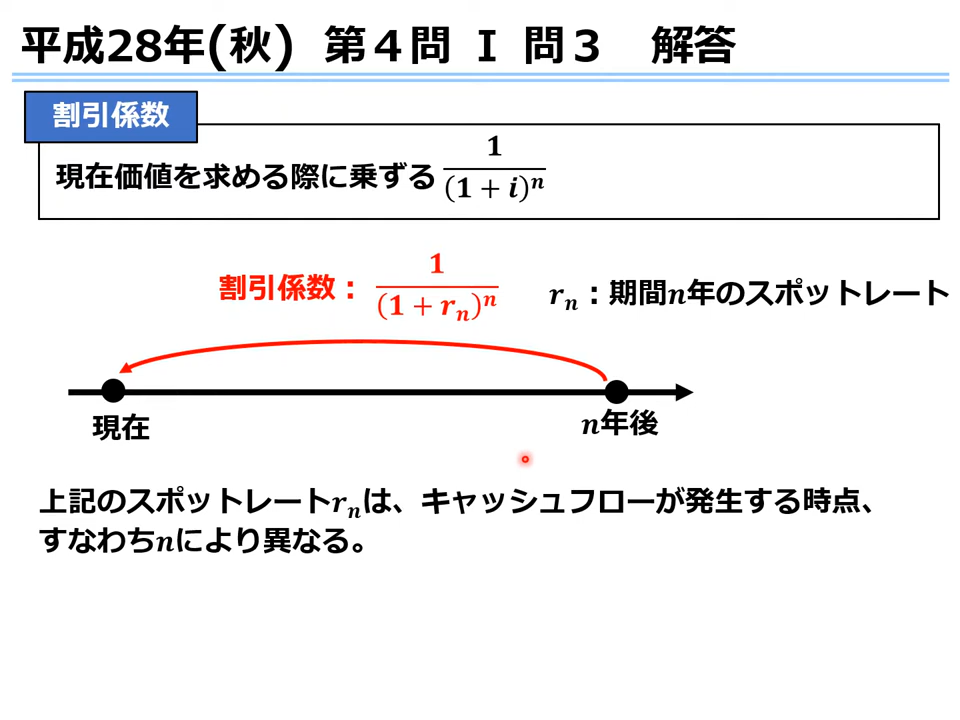 平成28年(秋) 第４問 Ⅰ 問３　解答
割引係数
現在価値を求める際に乗ずる 1/(1 + i)^n
割引係数： 1/(1 + r_n)^n　r_n：期間n年のスポットレート
現在
n年後
上記のスポットレートr_nは、キャッシュフローが発生する時点、
すなわちnにより異なる。